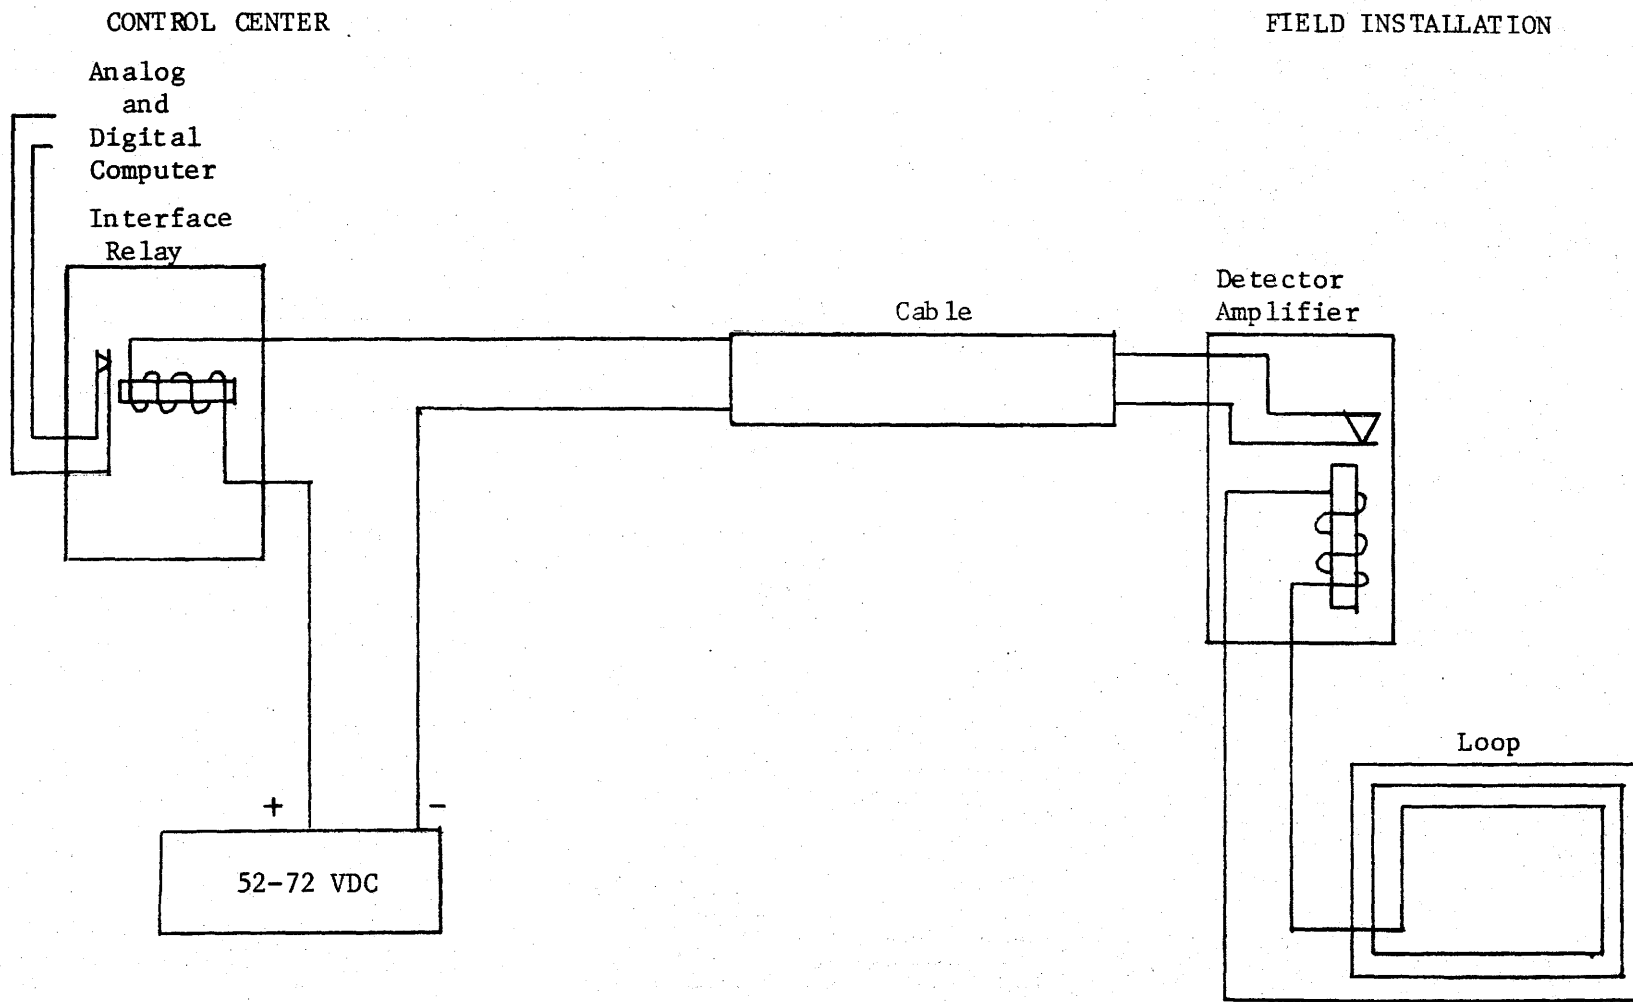 CONTROL CENTER
FIELD INSTALLATION
Analog
and
Digital
Computer
Interface
Relay
Cable
Detector
Amplifier
Loop
+
-
52-72 VDC